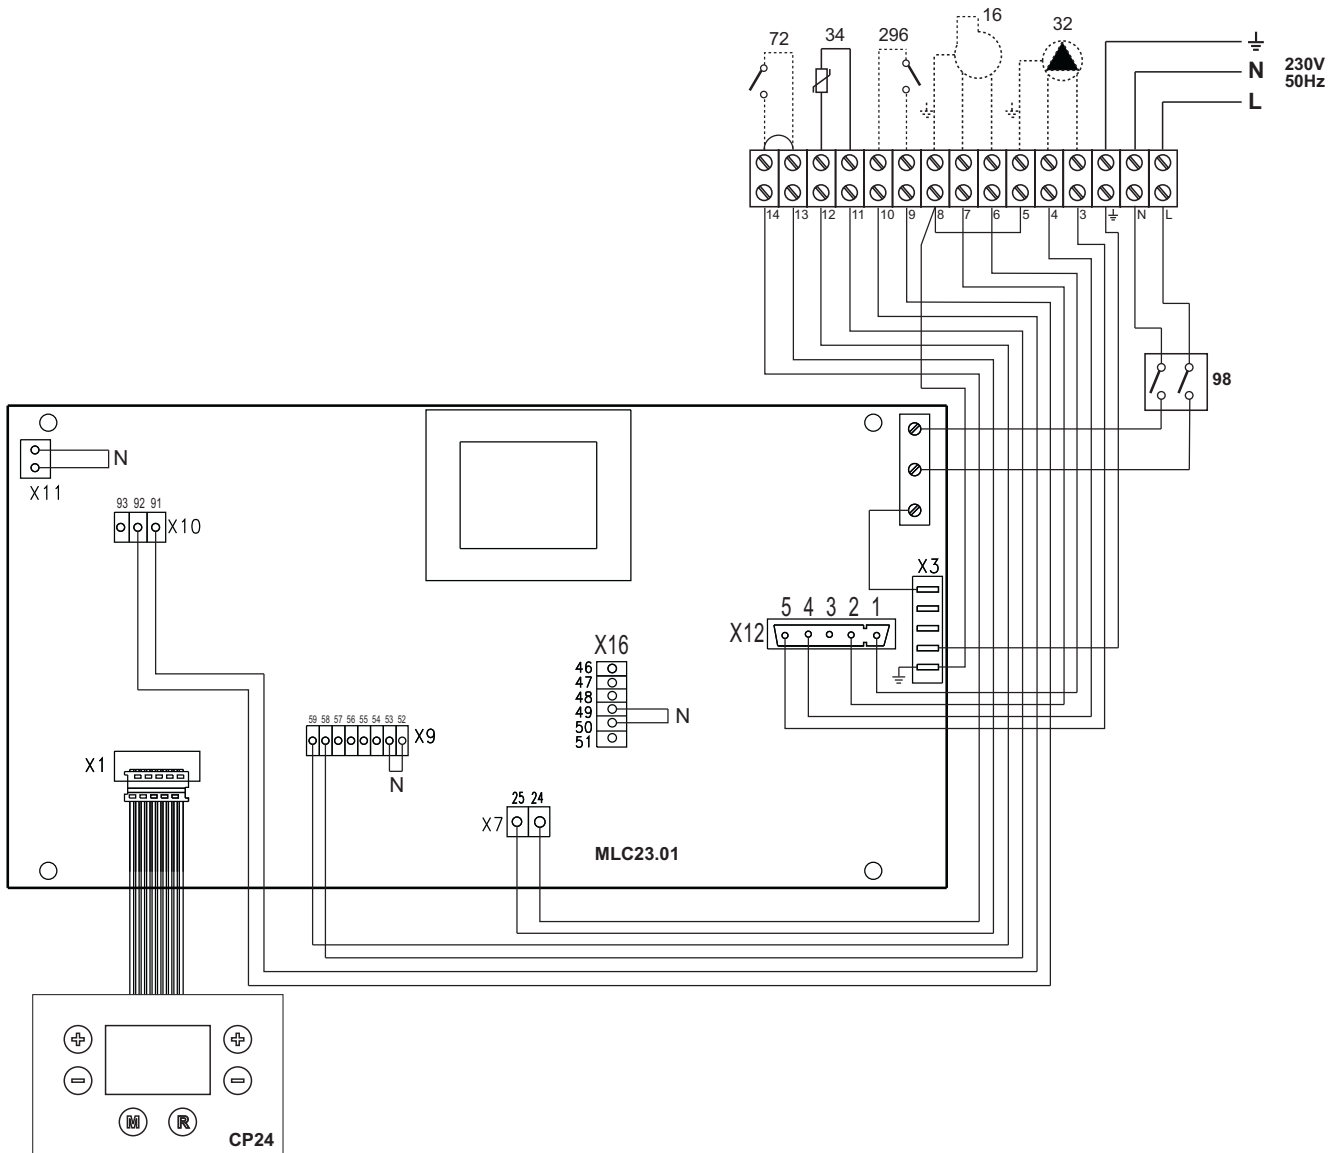 72 34 296 16 32
N 230V
50Hz
L
14 13 12 11 10 9 8 7 6 5 4 3 N L
98
N
X11
93 92 91
X10
X3
5 4 3 2 1
X12
X16
46
47
48
49
50
51
N
59 58 57 56 55 54 53 52
X9
N
X1
25 24
X7
MLC23.01
M R
CP24